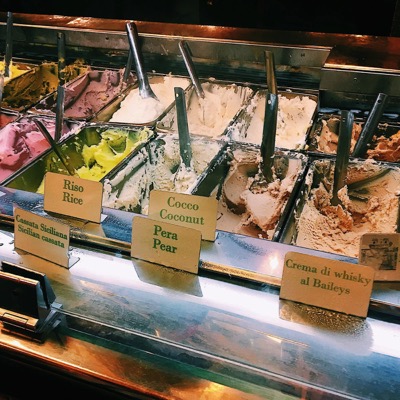 Riso
Rice
Cassata Siciliana
Sicilian cassata
Cocco
Coconut
Pera
Pear
Crema di whisky
al Baileys